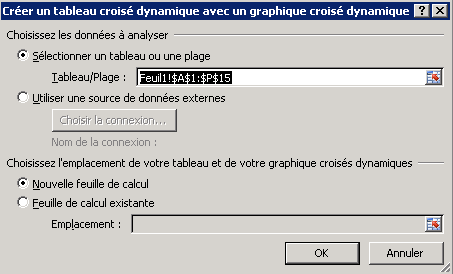 Créer un tableau croisé dynamique avec un graphique croisé dynamique
Choisissez les données à analyser
Sélectionner un tableau ou une plage
Tableau/Plage : Feuil1!$A$1:$P$15
Utiliser une source de données externes
Choisir la connexion...
Nom de la connexion :
Choisissez l'emplacement de votre tableau et de votre graphique croisés dynamiques
Nouvelle feuille de calcul
Feuille de calcul existante
Emplacement :
OK Annuler